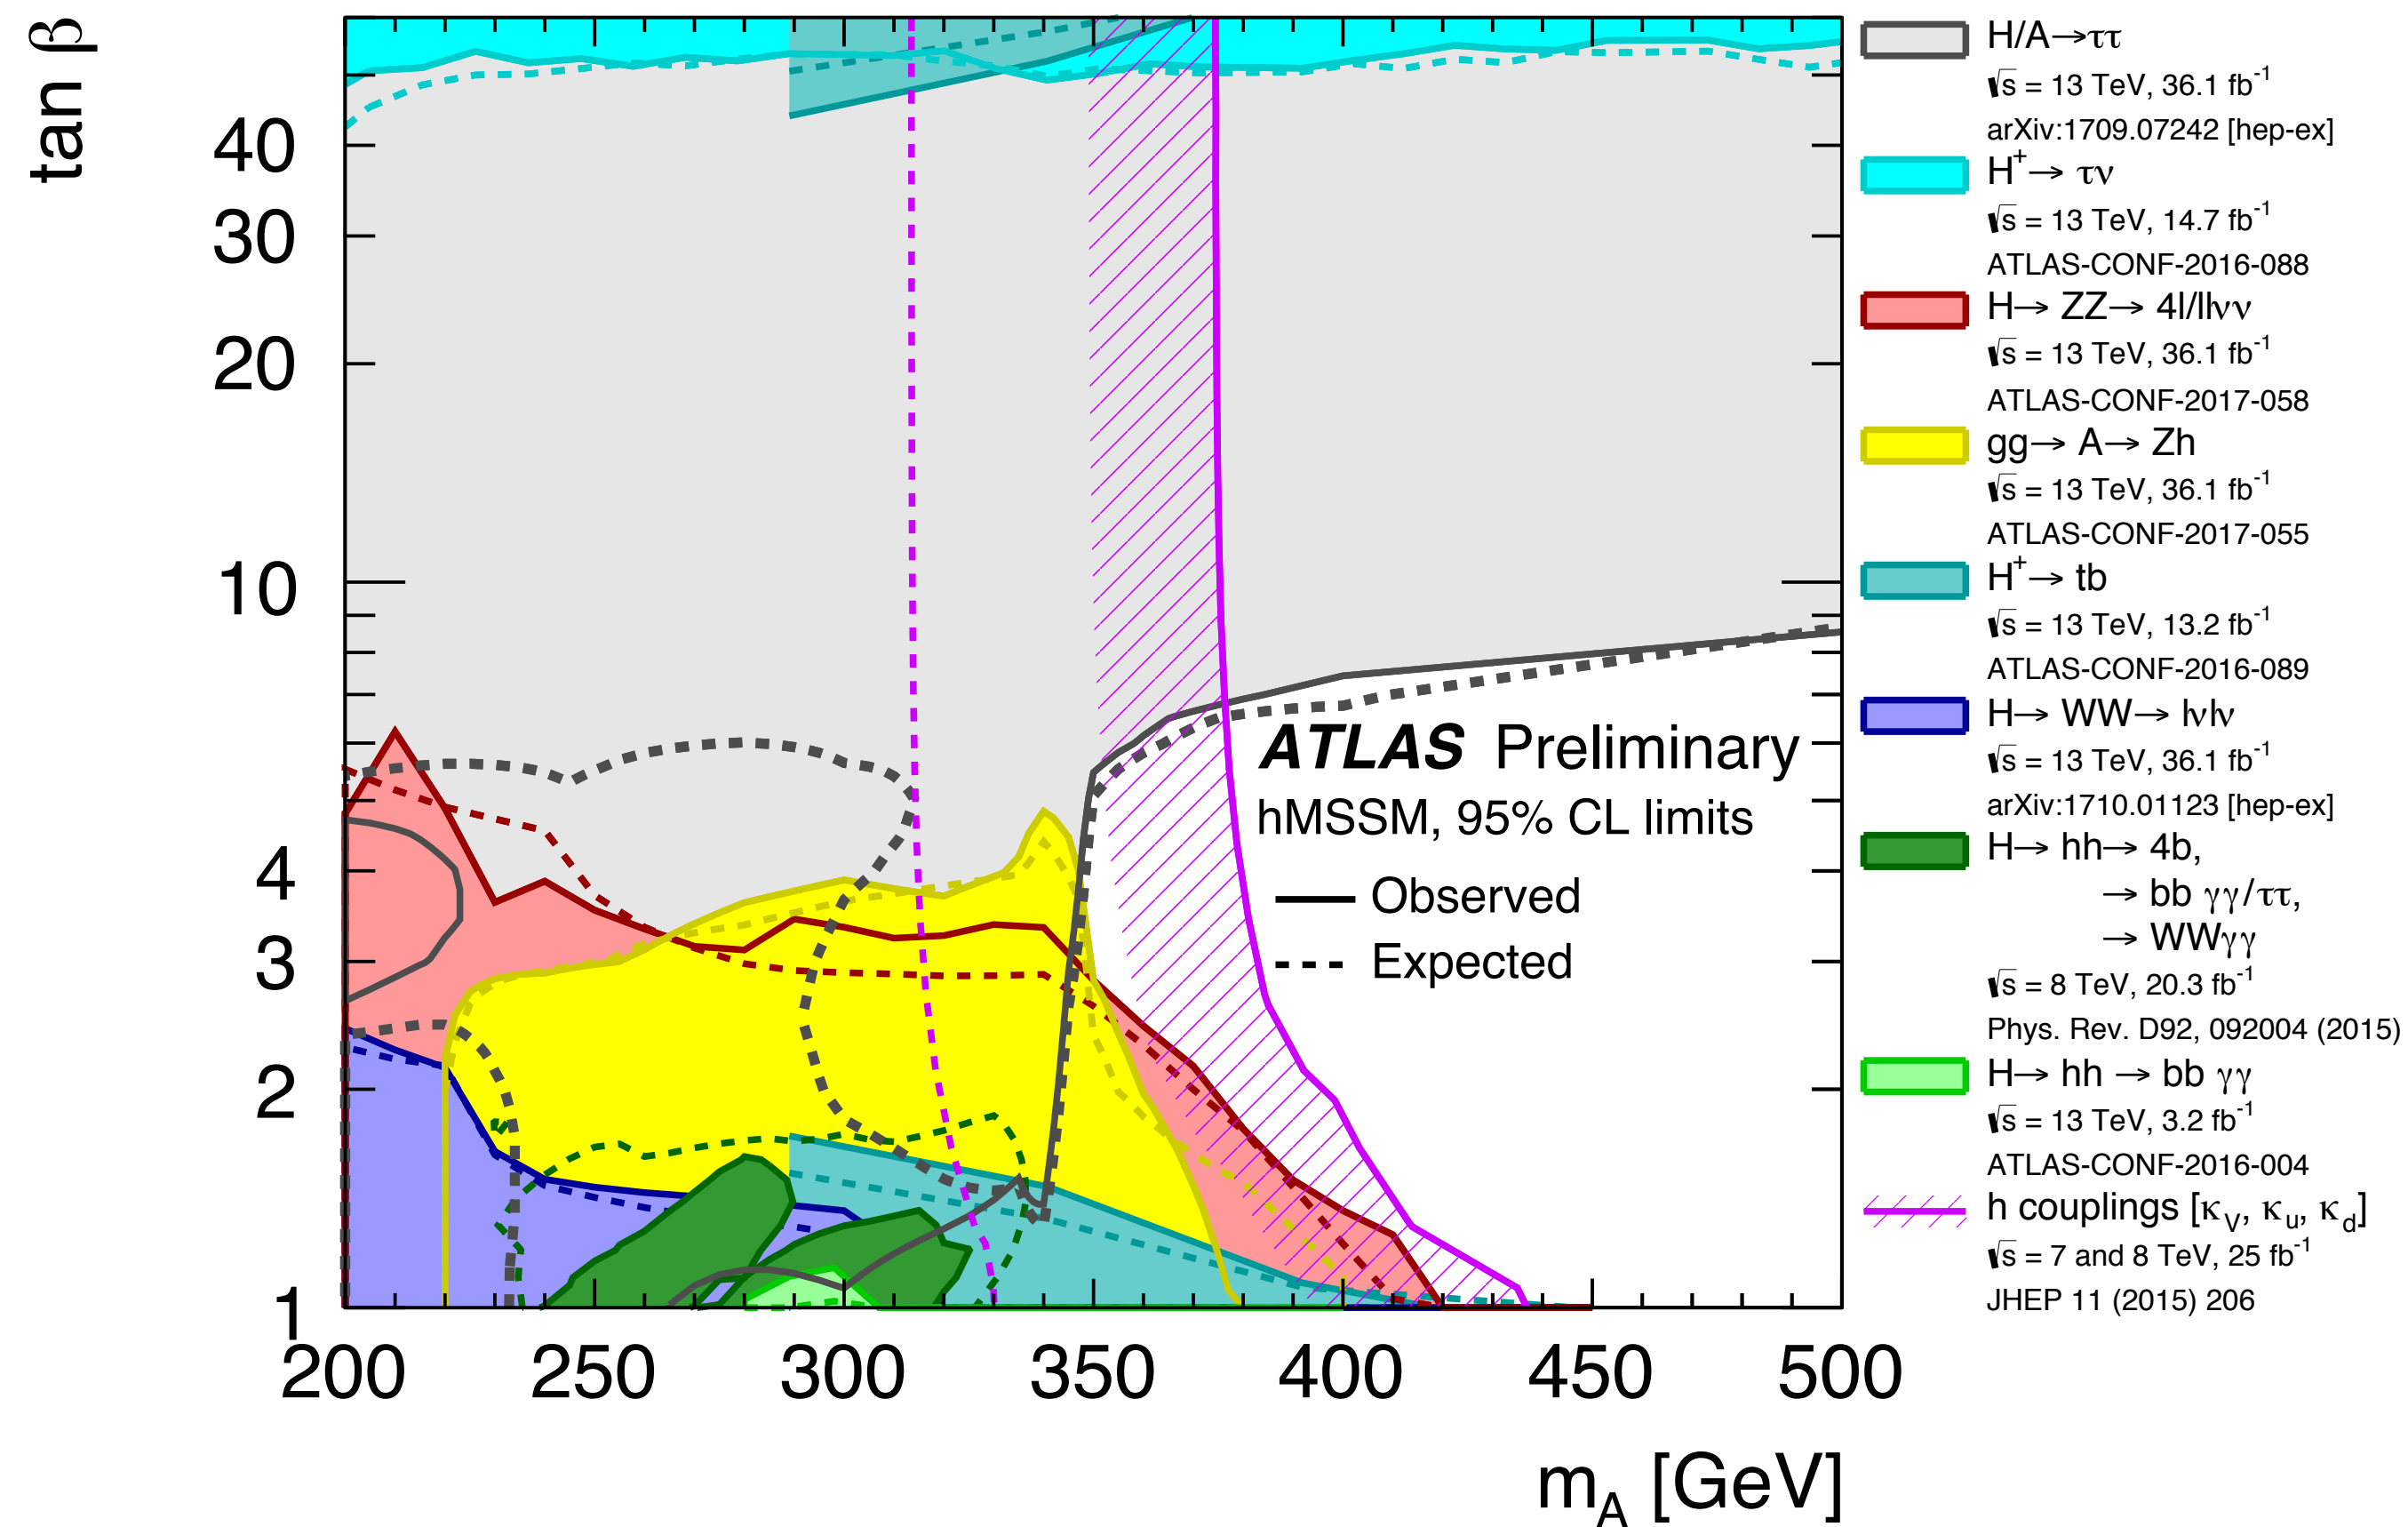 tan β
40
30
20
10
4
3
2
1
200 250 300 350 400 450 500
m_A [GeV]
ATLAS Preliminary
hMSSM, 95% CL limits
Observed
Expected
H/A→ττ
√s = 13 TeV, 36.1 fb⁻¹
arXiv:1709.07242 [hep-ex]
H⁺→ τν
√s = 13 TeV, 14.7 fb⁻¹
ATLAS-CONF-2016-088
H→ ZZ→ 4l/llνν
√s = 13 TeV, 36.1 fb⁻¹
ATLAS-CONF-2017-058
gg→ A→ Zh
√s = 13 TeV, 36.1 fb⁻¹
ATLAS-CONF-2017-055
H⁺→ tb
√s = 13 TeV, 13.2 fb⁻¹
ATLAS-CONF-2016-089
H→ WW→ lνlν
√s = 13 TeV, 36.1 fb⁻¹
arXiv:1710.01123 [hep-ex]
H→ hh→ 4b,
→ bb γγ/ττ,
→ WWγγ
√s = 8 TeV, 20.3 fb⁻¹
Phys. Rev. D92, 092004 (2015)
H→ hh → bb γγ
√s = 13 TeV, 3.2 fb⁻¹
ATLAS-CONF-2016-004
h couplings [κ_V, κ_u, κ_d]
√s = 7 and 8 TeV, 25 fb⁻¹
JHEP 11 (2015) 206